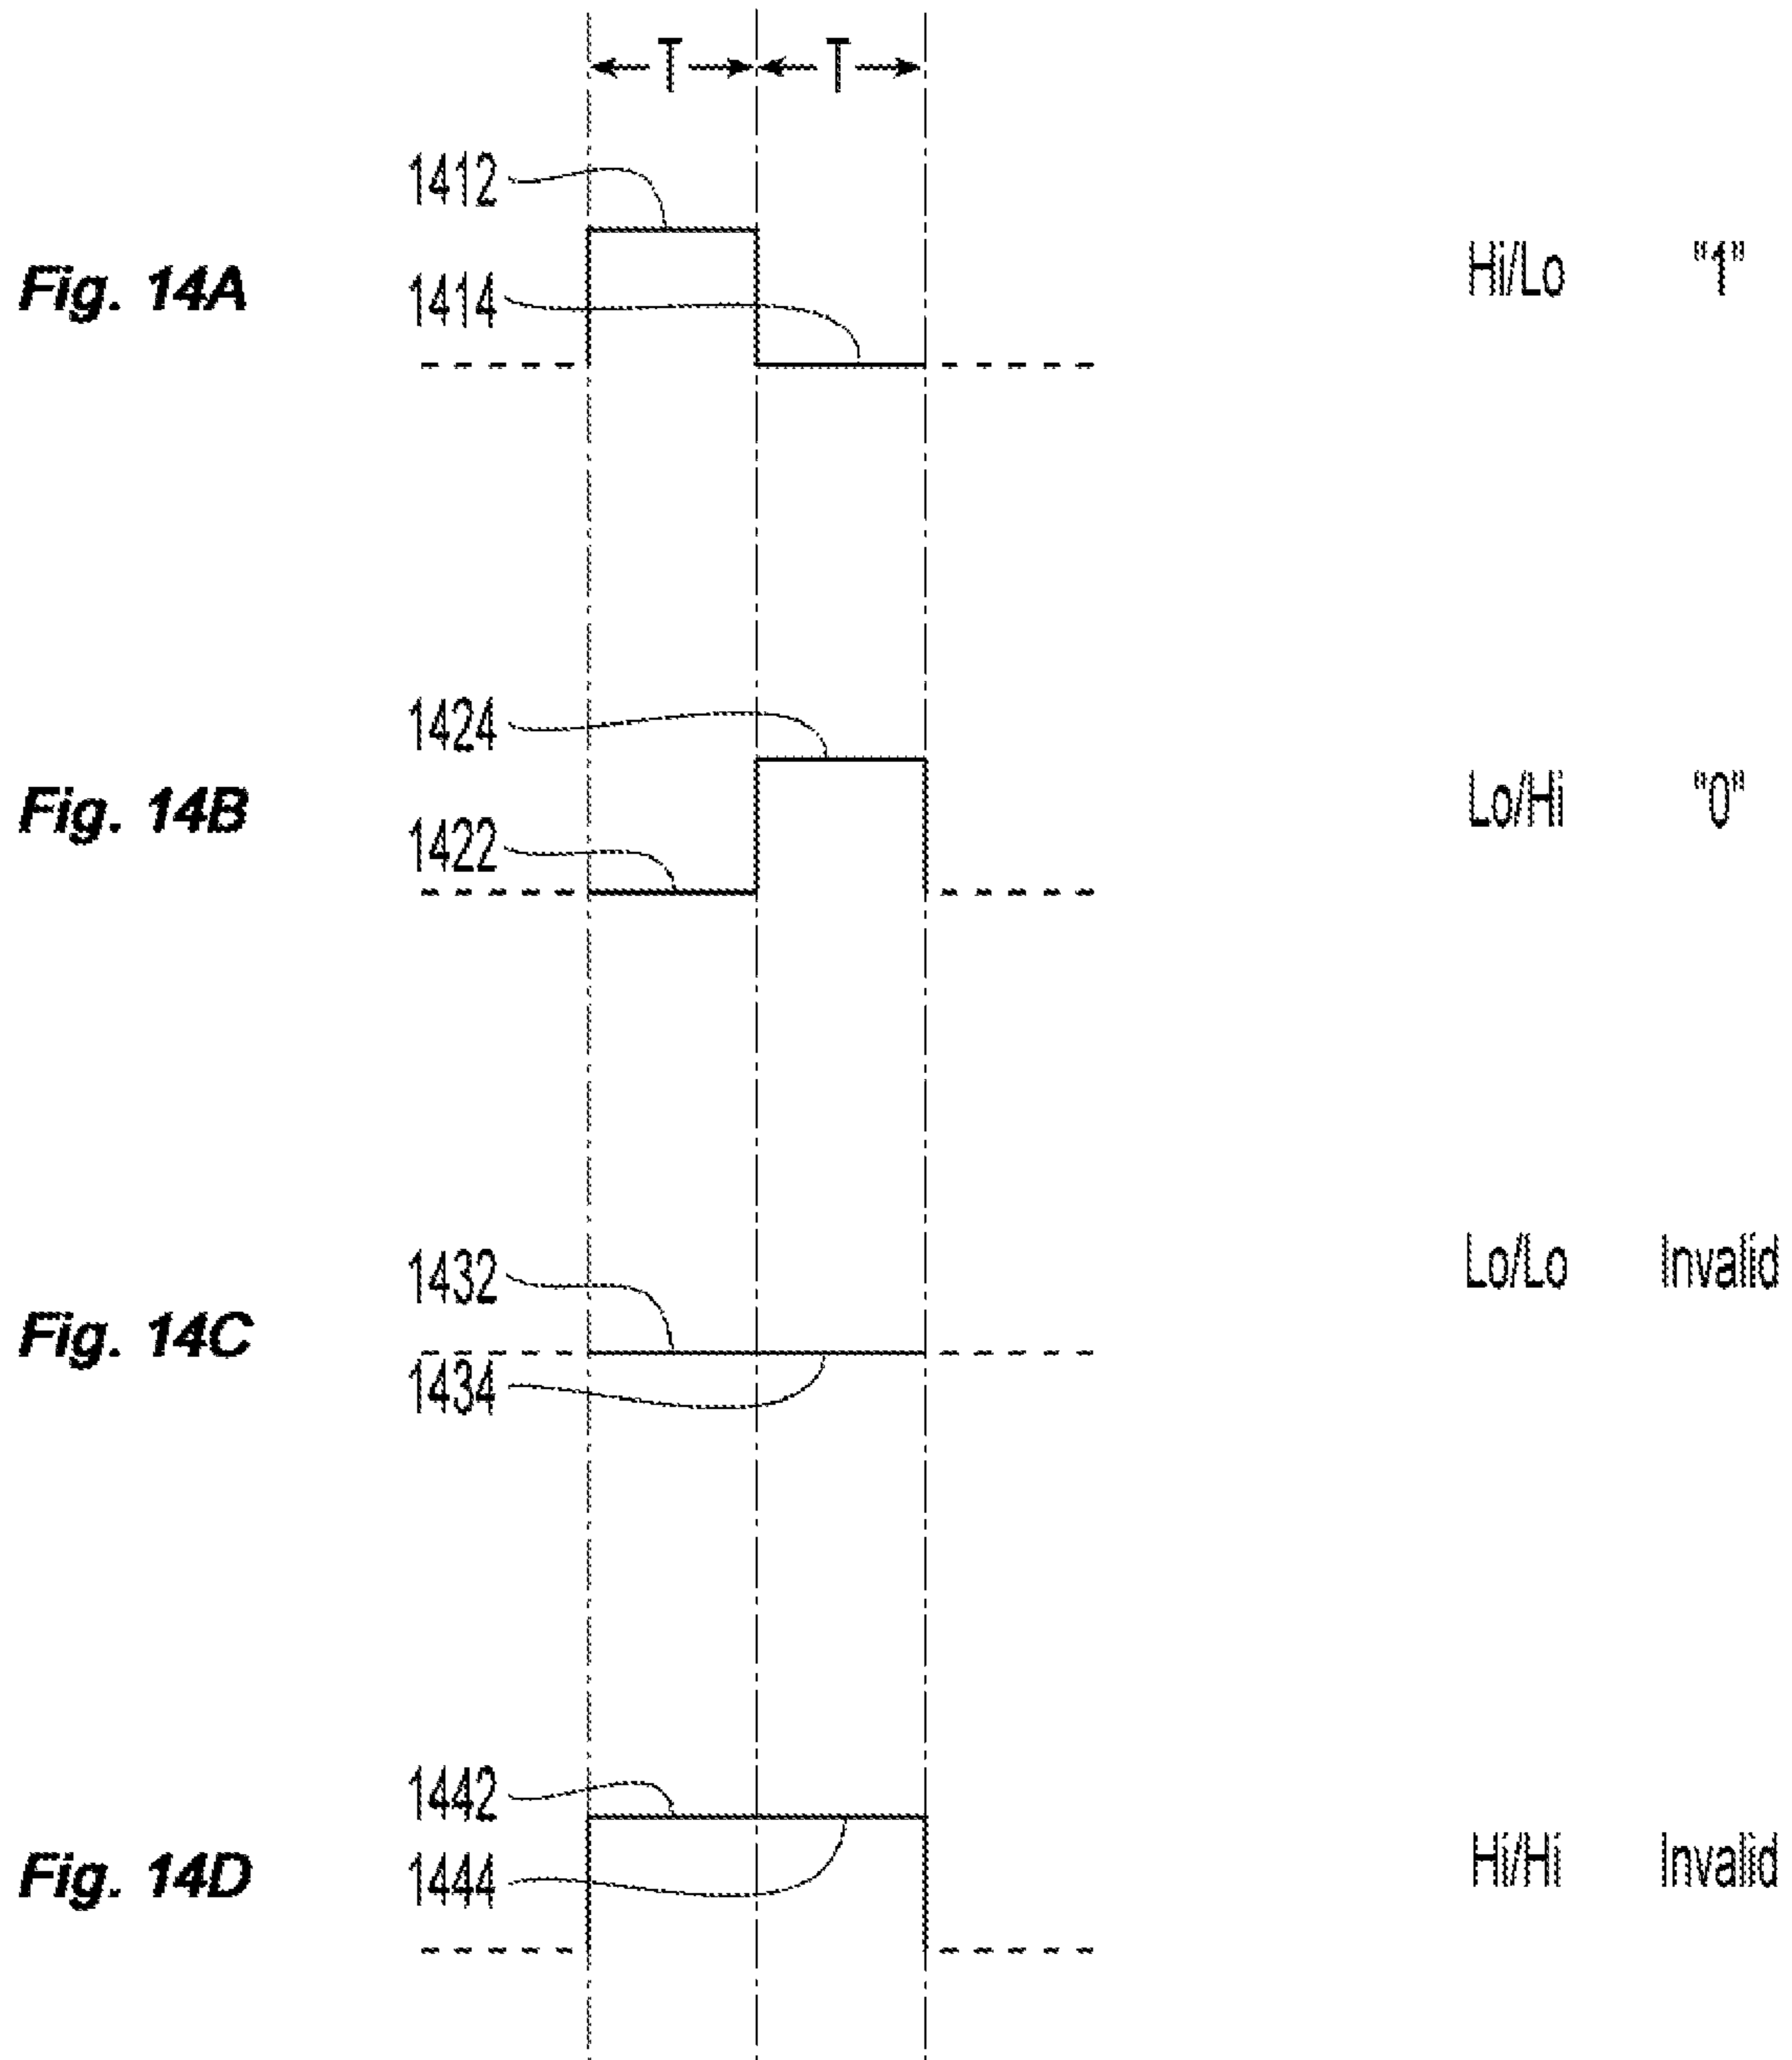 T T
1412
Fig. 14A 1414 Hi/Lo "1"
1424
Fig. 14B 1422 Lo/Hi "0"
1432 Lo/Lo Invalid
Fig. 14C
1434
1442
Fig. 14D 1444 Hi/Hi Invalid